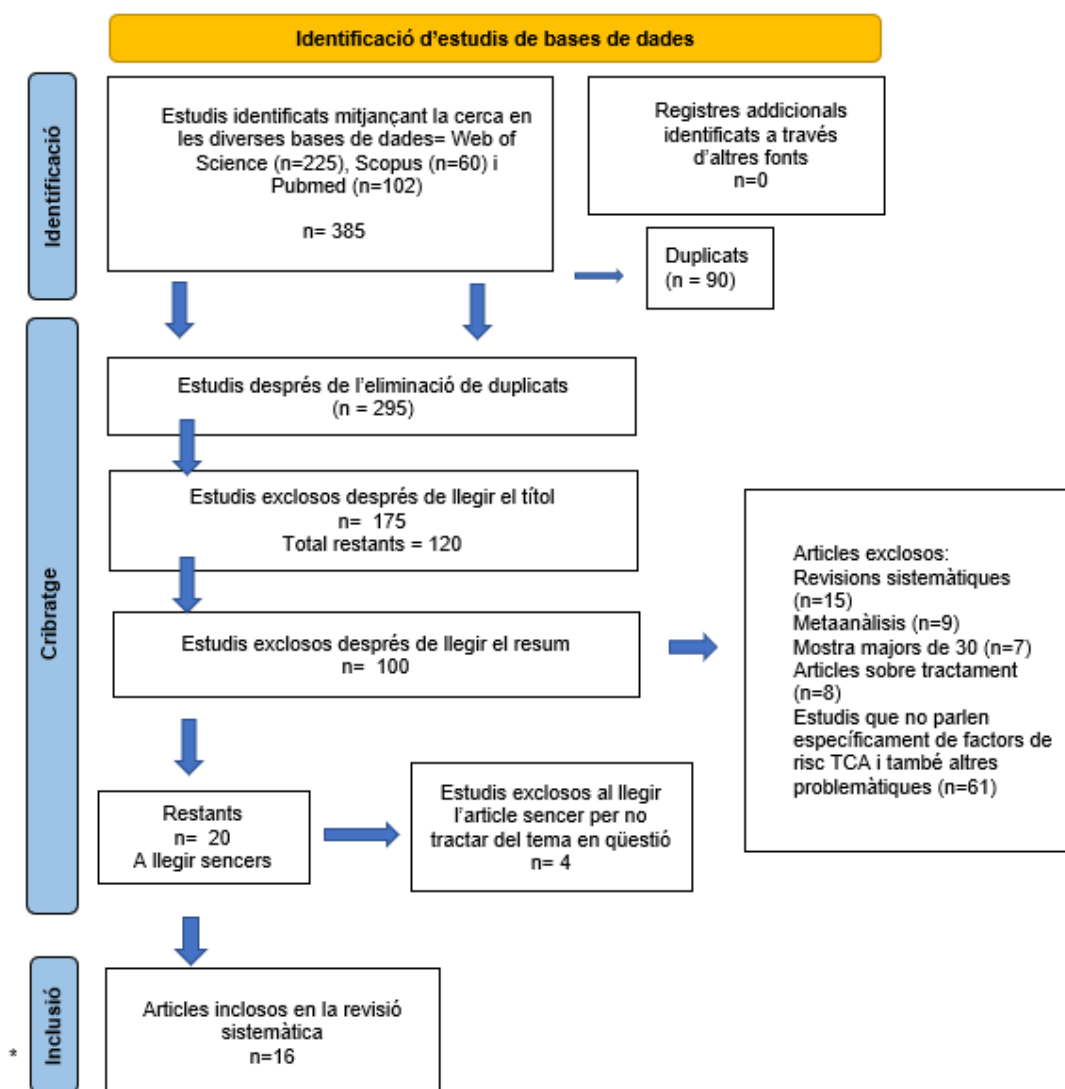 Identificació d’estudis de bases de dades
Identificació
Estudis identificats mitjançant la cerca en
les diverses bases de dades= Web of
Science (n=225), Scopus (n=60) i
Pubmed (n=102)
n= 385
Registres addicionals
identificats a través
d’altres fonts
n=0
Duplicats
(n = 90)
Cribratge
Estudis després de l’eliminació de duplicats
(n = 295)
Estudis exclosos després de llegir el títol
n= 175
Total restants = 120
Estudis exclosos després de llegir el resum
n= 100
Articles exclosos:
Revisions sistemàtiques
(n=15)
Metaanàlisis (n=9)
Mostra majors de 30 (n=7)
Articles sobre tractament
(n=8)
Estudis que no parlen
específicament de factors de
risc TCA i també altres
problemàtiques (n=61)
Restants
n= 20
A llegir sencers
Estudis exclosos al llegir
l’article sencer per no
tractar del tema en qüestió
n= 4
Inclusió
Articles inclosos en la revisió
sistemàtica
n=16
*